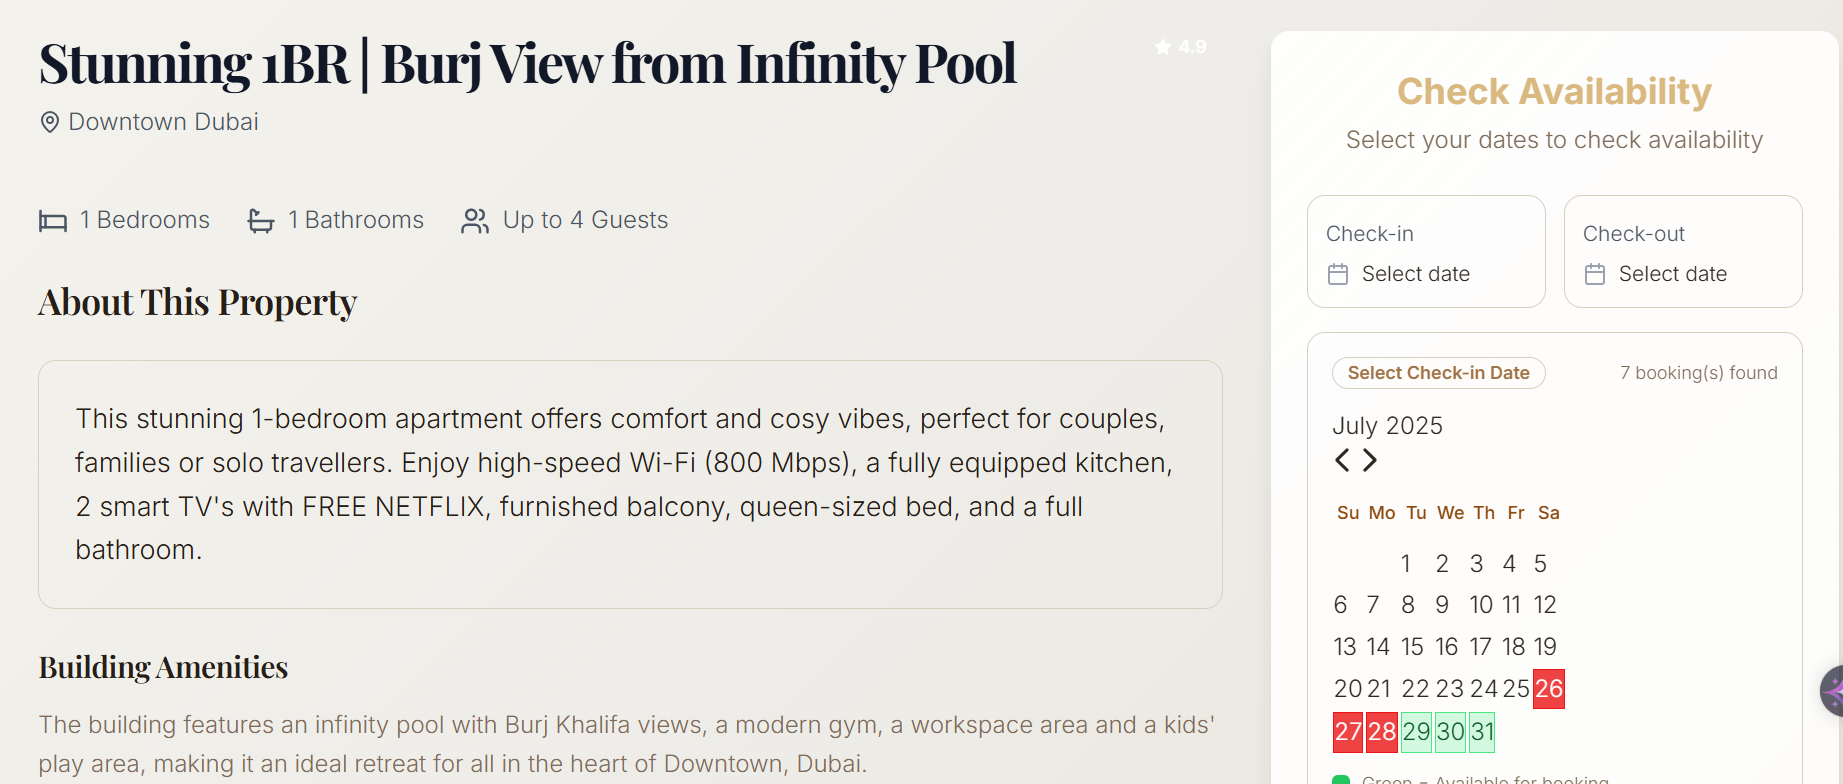 Stunning 1BR | Burj View from Infinity Pool
4.9
Downtown Dubai
1 Bedrooms
1 Bathrooms
Up to 4 Guests
About This Property
This stunning 1-bedroom apartment offers comfort and cosy vibes, perfect for couples,
families or solo travellers. Enjoy high-speed Wi-Fi (800 Mbps), a fully equipped kitchen,
2 smart TV's with FREE NETFLIX, furnished balcony, queen-sized bed, and a full
bathroom.
Building Amenities
The building features an infinity pool with Burj Khalifa views, a modern gym, a workspace area and a kids'
play area, making it an ideal retreat for all in the heart of Downtown, Dubai.
Check Availability
Select your dates to check availability
Check-in
Select date
Check-out
Select date
Select Check-in Date
7 booking(s) found
July 2025
Su Mo Tu We Th Fr Sa
1 2 3 4 5
6 7 8 9 10 11 12
13 14 15 16 17 18 19
20 21 22 23 24 25 26
27 28 29 30 31
Green = Available for booking